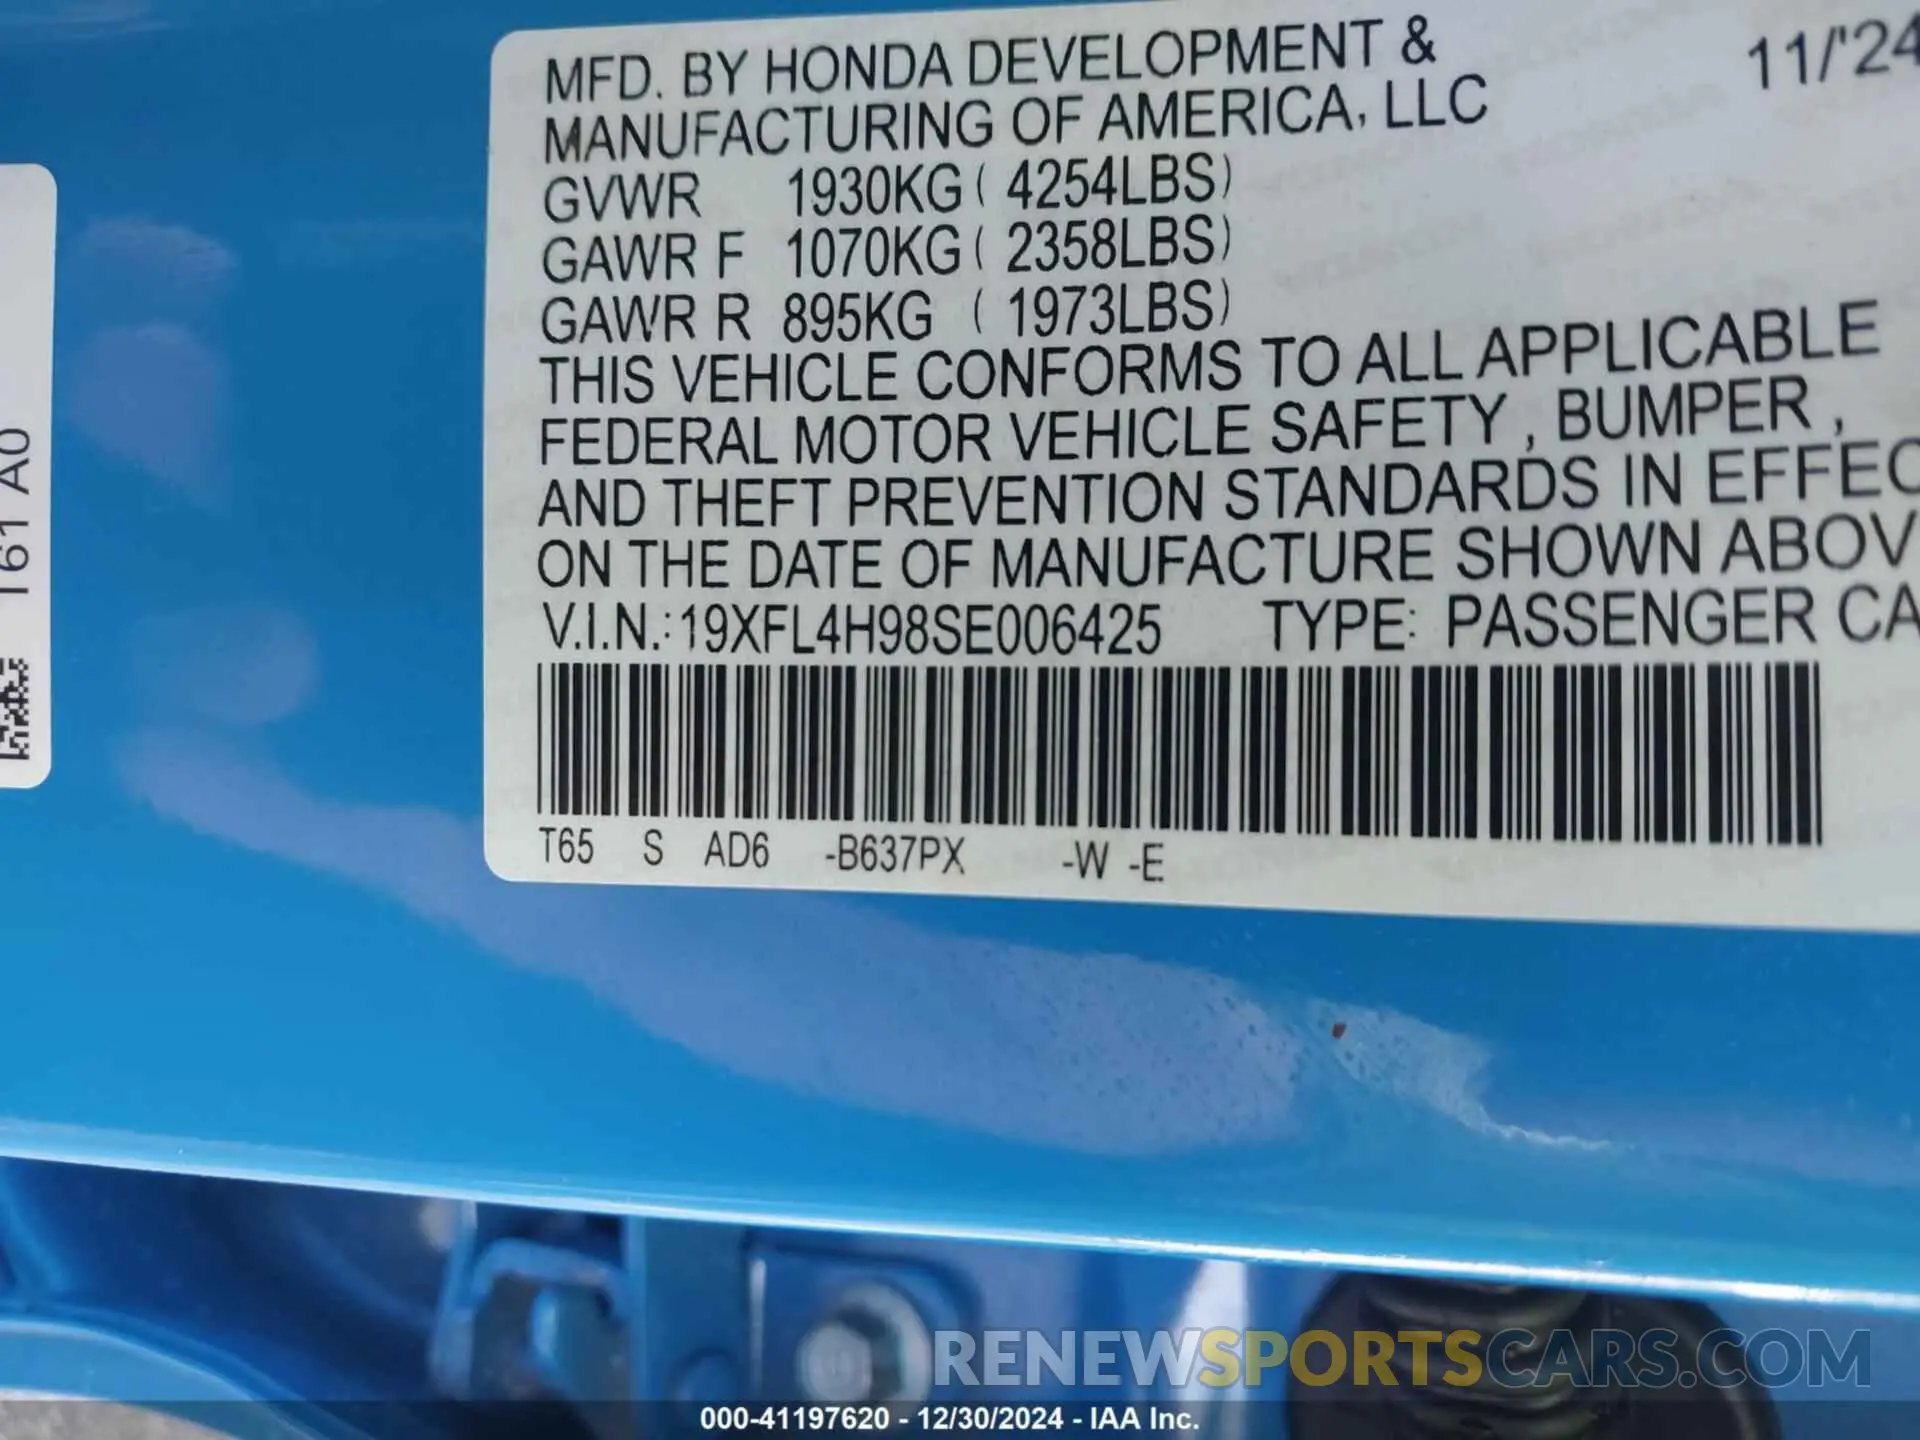 MFD. BY HONDA DEVELOPMENT & 11/'24
MANUFACTURING OF AMERICA, LLC
GVWR 1930KG ( 4254LBS)
GAWR F 1070KG ( 2358LBS)
GAWR R 895KG ( 1973LBS)
THIS VEHICLE CONFORMS TO ALL APPLICABLE
FEDERAL MOTOR VEHICLE SAFETY , BUMPER ,
AND THEFT PREVENTION STANDARDS IN EFFEC
ON THE DATE OF MANUFACTURE SHOWN ABOV
V.I.N.: 19XFL4H98SE006425 TYPE: PASSENGER CA
T65 S AD6 -B637PX -W -E
T61 A0
RENEWSPORTSCARS.COM
000-41197620 - 12/30/2024 - IAA Inc.